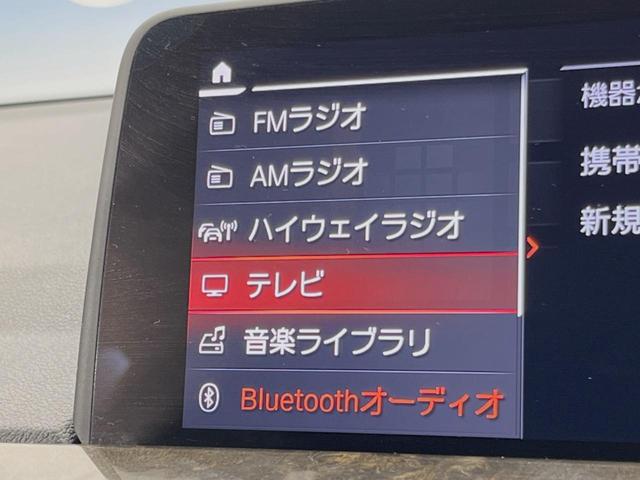 FMラジオ
AMラジオ
ハイウェイラジオ
テレビ
音楽ライブラリ
Bluetoothオーディオ
機器
携帯
新規